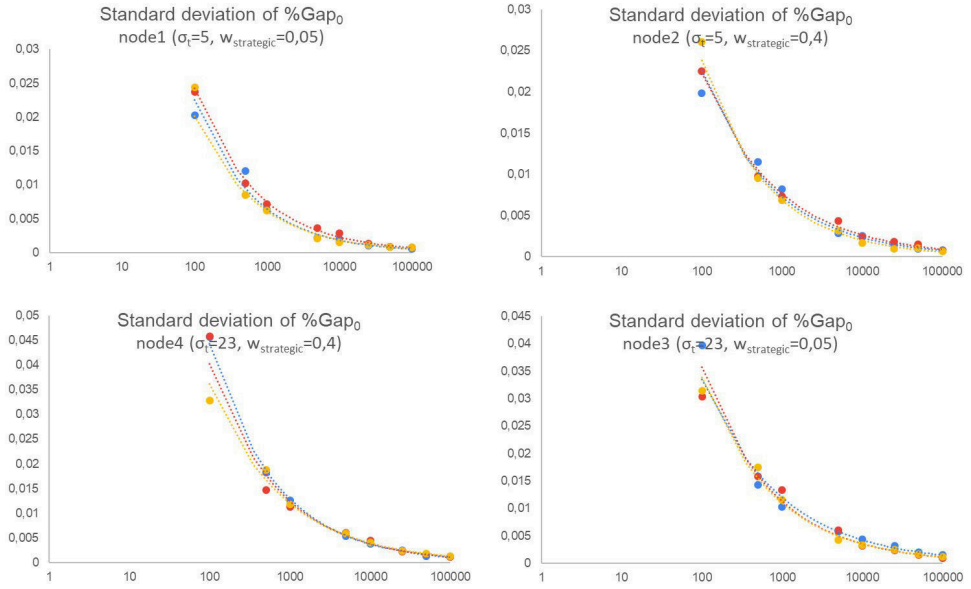 Standard deviation of %Gap₀
node1 (σₜ=5, w_strategic=0,05)
0,03
0,025
0,02
0,015
0,01
0,005
0
1 10 100 1000 10000 100000
Standard deviation of %Gap₀
node2 (σₜ=5, w_strategic=0,4)
0,03
0,025
0,02
0,015
0,01
0,005
0
1 10 100 1000 10000 100000
Standard deviation of %Gap₀
node4 (σₜ=23, w_strategic=0,4)
0,05
0,045
0,04
0,035
0,03
0,025
0,02
0,015
0,01
0,005
0
1 10 100 1000 10000 100000
Standard deviation of %Gap₀
node3 (σₜ=23, w_strategic=0,05)
0,045
0,04
0,035
0,03
0,025
0,02
0,015
0,01
0,005
0
1 10 100 1000 10000 100000